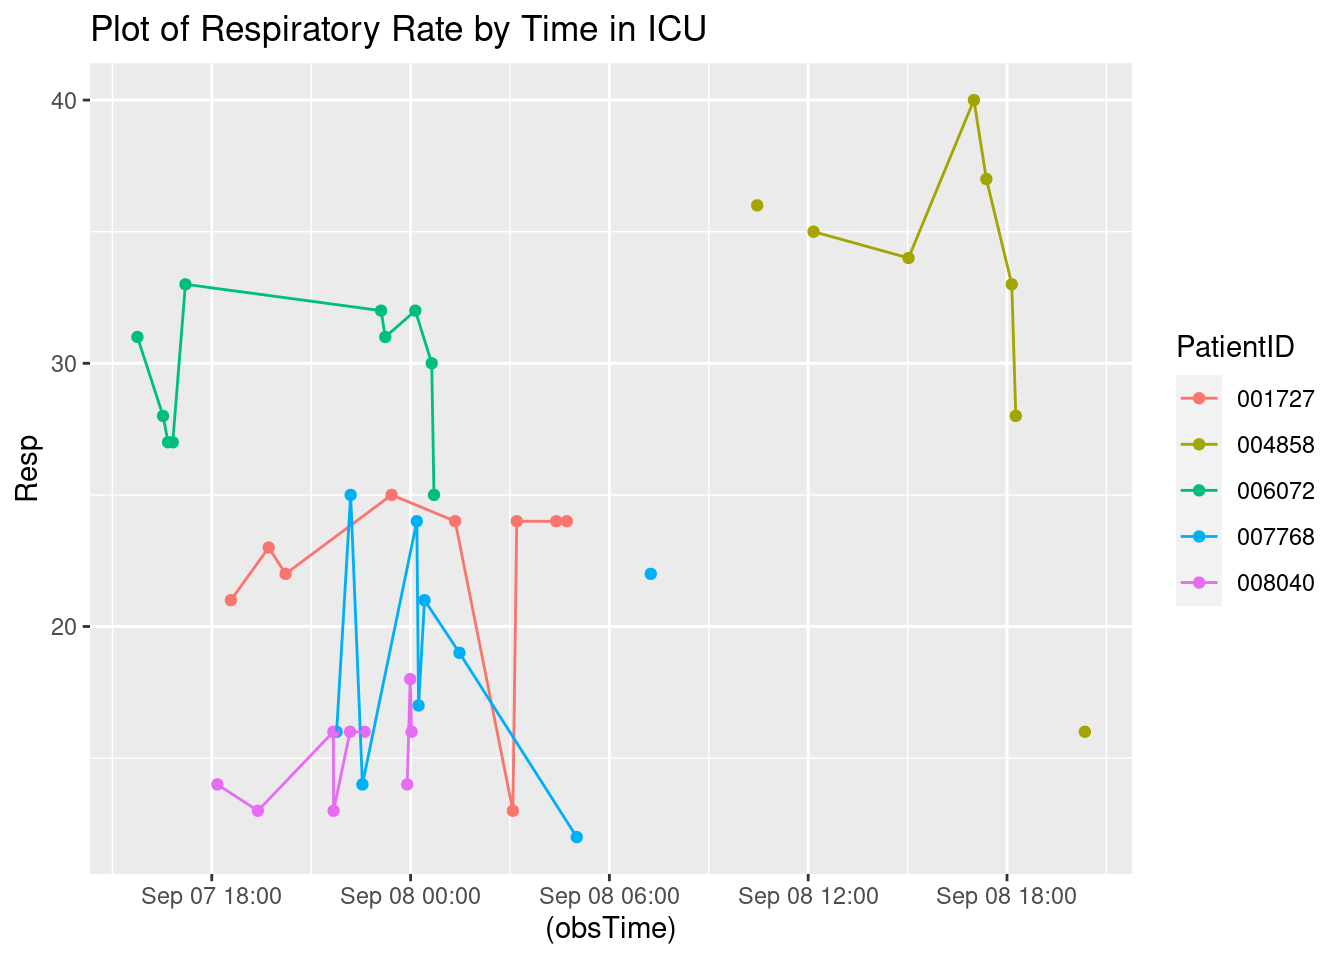 Plot of Respiratory Rate by Time in ICU
40
30
20
Resp
Sep 07 18:00 Sep 08 00:00 Sep 08 06:00 Sep 08 12:00 Sep 08 18:00
(obsTime)
PatientID
001727
004858
006072
007768
008040